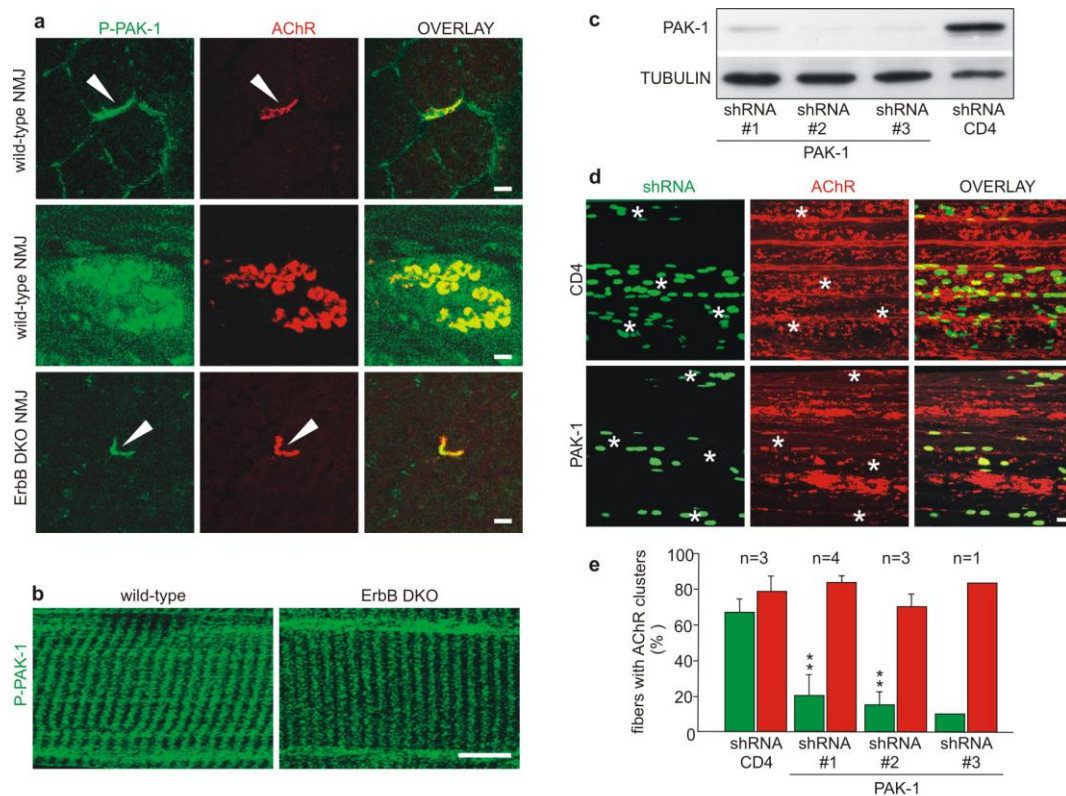 a
P-PAK-1 AChR OVERLAY
wild-type NMJ
wild-type NMJ
ErbB DKO NMJ
b
wild-type ErbB DKO
P-PAK-1
c
PAK-1
TUBULIN
shRNA shRNA shRNA shRNA
#1 #2 #3 CD4
PAK-1
d
shRNA AChR OVERLAY
CD4
* * * *
* * * *
PAK-1
* * * *
* * * *
e
fibers with AChR clusters
(%)
100
80
60
40
20
0
n=3 n=4 n=3 n=1
** **
shRNA shRNA shRNA shRNA
CD4 #1 #2 #3
PAK-1